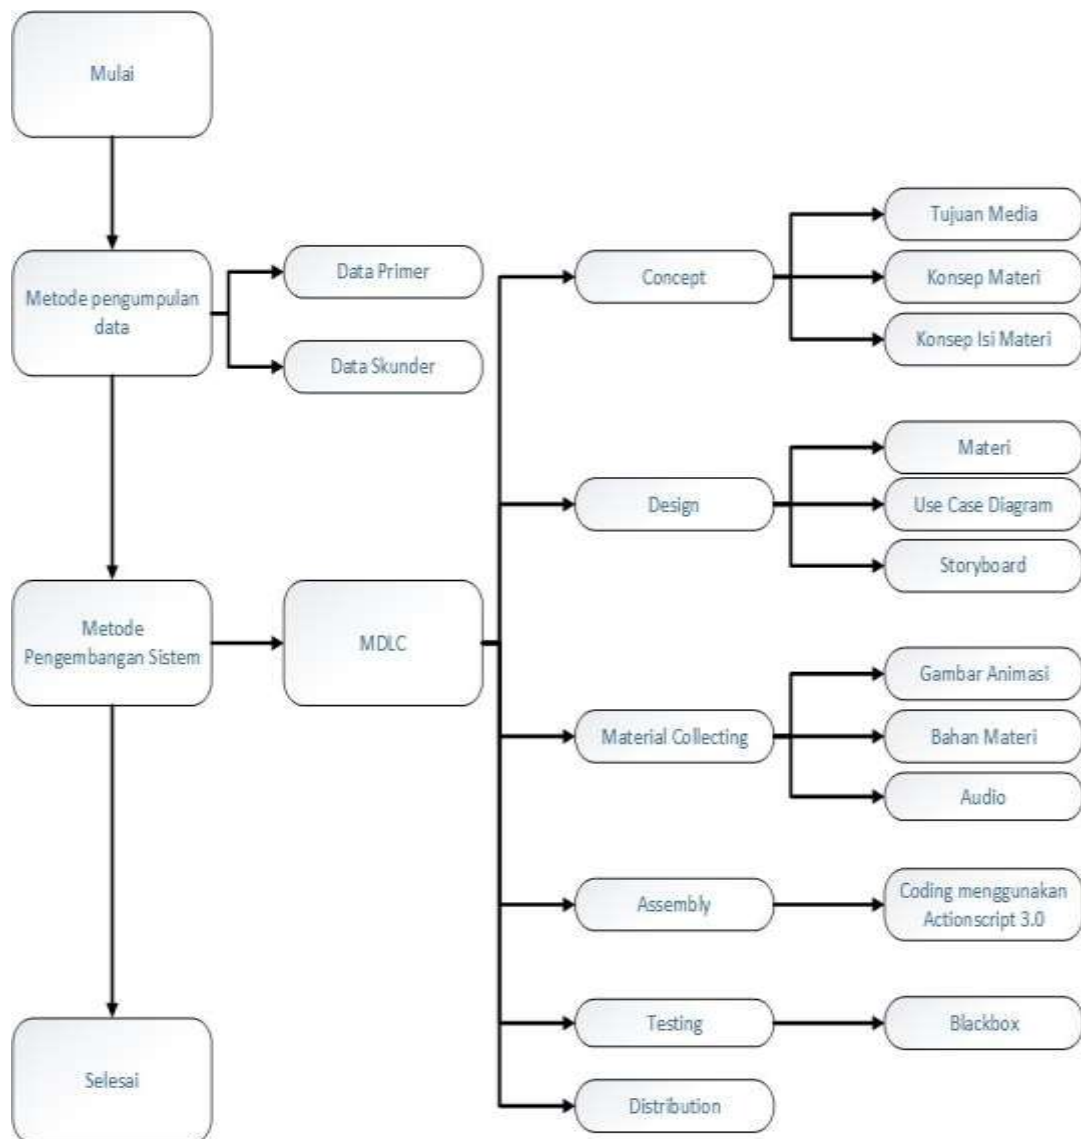 Mulai
Metode pengumpulan
data
Data Primer
Data Skunder
Metode
Pengembangan Sistem
MDLC
Concept
Tujuan Media
Konsep Materi
Konsep Isi Materi
Design
Materi
Use Case Diagram
Storyboard
Material Collecting
Gambar Animasi
Bahan Materi
Audio
Assembly
Coding menggunakan
Actionscript 3.0
Testing
Blackbox
Distribution
Selesai